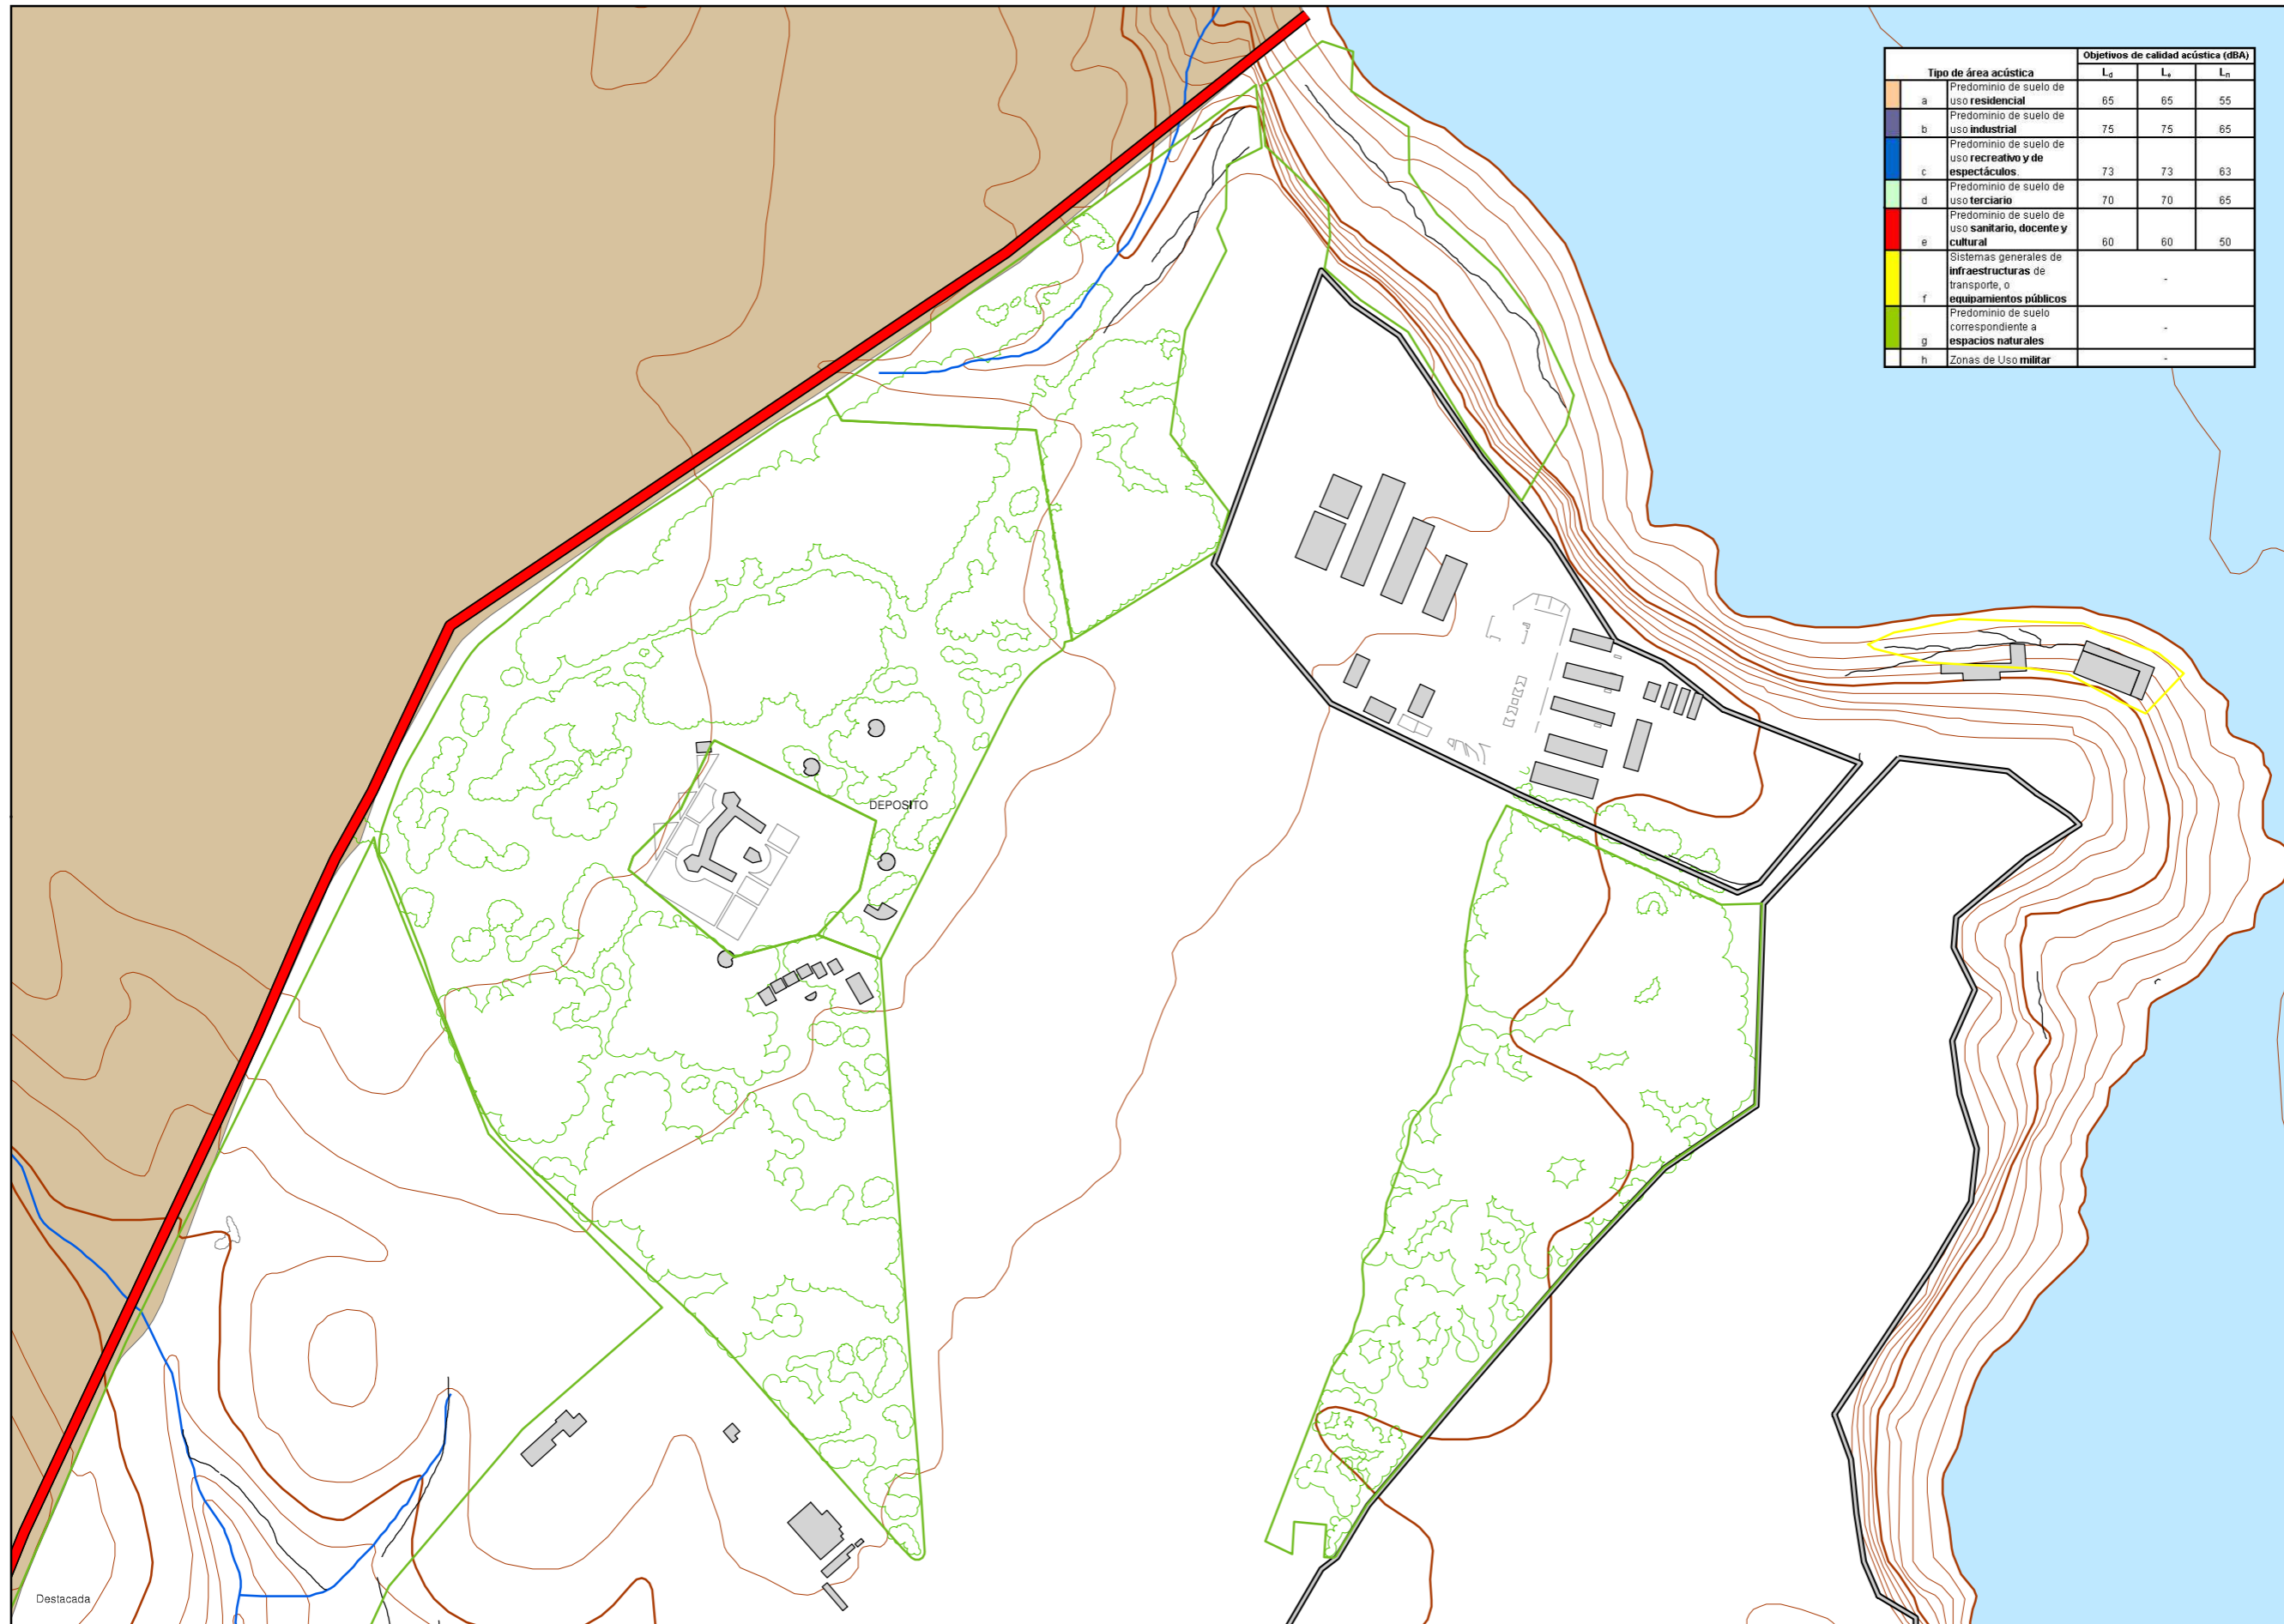 Objetivos de calidad acústica (dBA)
Tipo de área acústica
Ld
Le
Ln
a
Predominio de suelo de
uso residencial
65
65
55
b
Predominio de suelo de
uso industrial
75
75
65
c
Predominio de suelo de
uso recreativo y de
espectáculos.
73
73
63
d
Predominio de suelo de
uso terciario
70
70
65
e
Predominio de suelo de
uso sanitario, docente y
cultural
60
60
50
f
Sistemas generales de
infraestructuras de
transporte, o
equipamientos públicos
-
g
Predominio de suelo
correspondiente a
espacios naturales
-
h
Zonas de Uso militar
-
DEPOSITO
Destacada